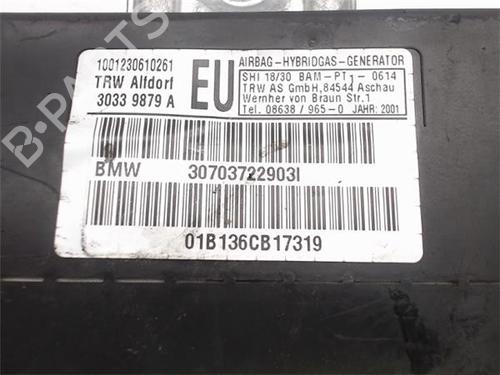 1001230610261
TRW Alfdorf
3033 9879 A
EU
AIRBAG-HYBRIDGAS-GENERATOR
SHI 18/30 BAM-PT1-0614
TRW AS GmbH,84544 Aschau
Wernher von Braun Str.1
Tel. 08638 / 965-0 JAHR: 2001
BMW 30703722903I
01B136CB17319
B-PARTS